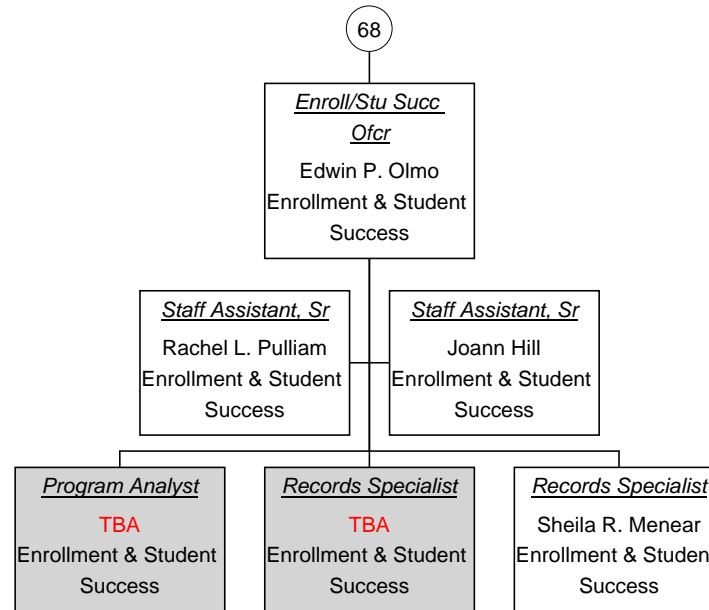 68
Enroll/Stu Succ
Ofcr
Edwin P. Olmo
Enrollment & Student
Success
Staff Assistant, Sr
Rachel L. Pulliam
Enrollment & Student
Success
Staff Assistant, Sr
Joann Hill
Enrollment & Student
Success
Program Analyst
TBA
Enrollment & Student
Success
Records Specialist
TBA
Enrollment & Student
Success
Records Specialist
Sheila R. Menear
Enrollment & Studen
Success